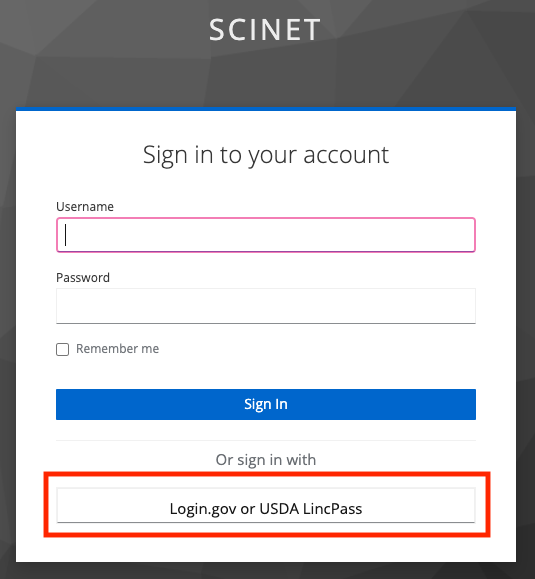 SCINET
Sign in to your account
Username
Password
Remember me
Sign In
Or sign in with
Login.gov or USDA LincPass